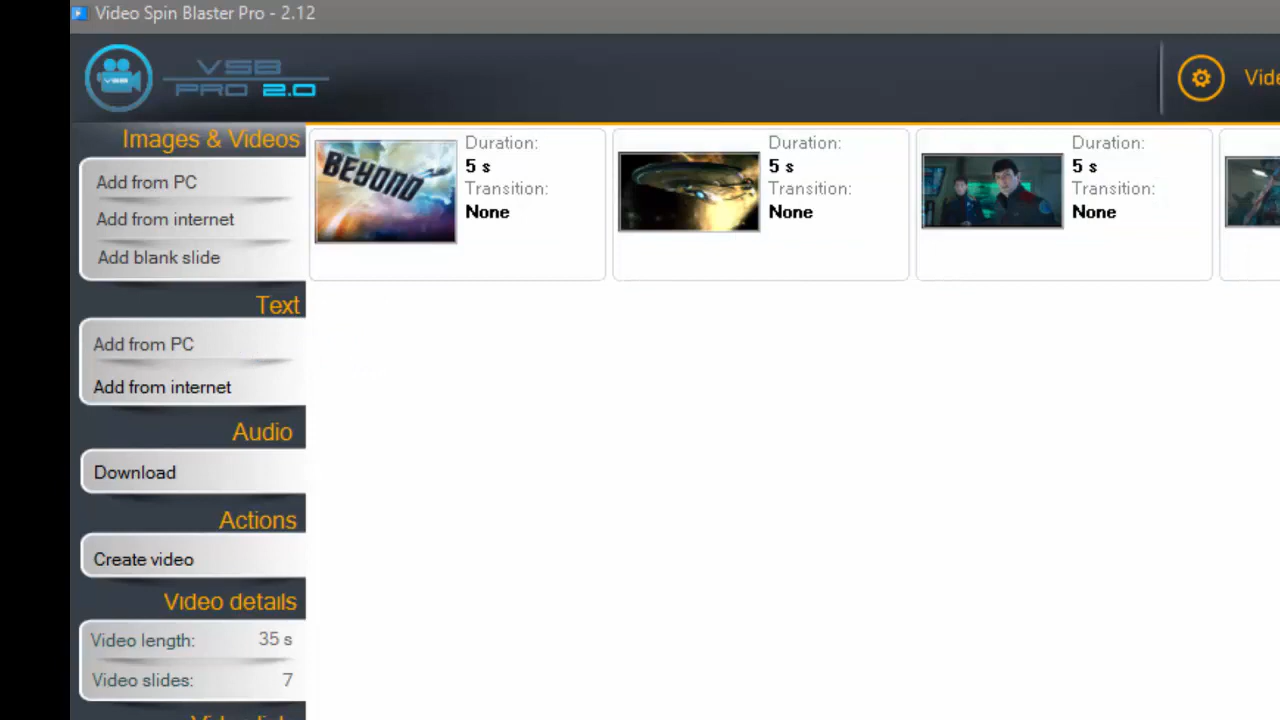 Video Spin Blaster Pro - 2.12
VSB
PRO 2.0
VSB
Images & Videos
Add from PC
Add from internet
Add blank slide
BEYOND
Duration:
5 s
Transition:
None
Duration:
5 s
Transition:
None
Duration:
5 s
Transition:
None
Text
Add from PC
Add from internet
Audio
Download
Actions
Create video
Video details
Video length: 35 s
Video slides: 7